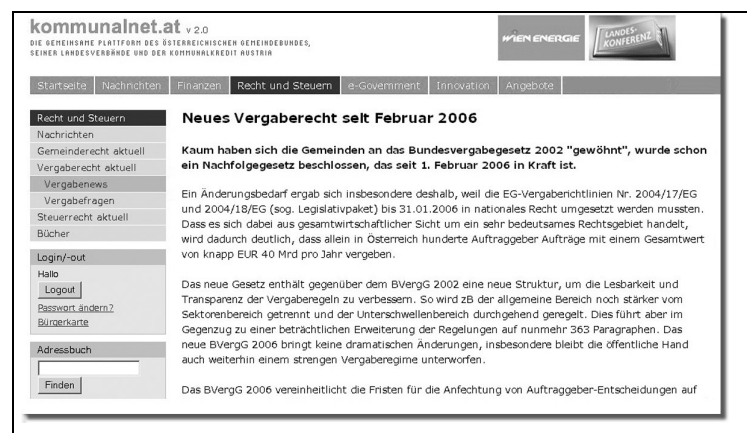 kommunalnet.at v 2.0
DIE GEMEINSAME PLATTFORM DES ÖSTERREICHISCHEN GEMEINDEBUNDES,
SEINER LANDESVERBÄNDE UND DER KOMMUNALKREDIT AUSTRIA
WIEN ENERGIE
LANDES-
KONFERENZ
Startseite Nachrichten Finanzen Recht und Steuern e-Government Innovation Angebote
Recht und Steuern
Nachrichten
Gemeinderecht aktuell
Vergaberecht aktuell
Vergabenews
Vergabefragen
Steuerrecht aktuell
Bücher
Login/-out
Hallo
Logout
Passwort ändern?
Bürgerkarte
Adressbuch
Finden
Neues Vergaberecht seit Februar 2006
Kaum haben sich die Gemeinden an das Bundesvergabegesetz 2002 "gewöhnt", wurde schon
ein Nachfolgegesetz beschlossen, das seit 1. Februar 2006 in Kraft ist.
Ein Änderungsbedarf ergab sich insbesondere deshalb, weil die EG-Vergaberichtlinien Nr. 2004/17/EG
und 2004/18/EG (sog. Legislativpaket) bis 31.01.2006 in nationales Recht umgesetzt werden mussten.
Dass es sich dabei aus gesamtwirtschaftlicher Sicht um ein sehr bedeutsames Rechtsgebiet handelt,
wird dadurch deutlich, dass allein in Österreich hunderte Auftraggeber Aufträge mit einem Gesamtwert
von knapp EUR 40 Mrd pro Jahr vergeben.
Das neue Gesetz enthält gegenüber dem BVergG 2002 eine neue Struktur, um die Lesbarkeit und
Transparenz der Vergaberegeln zu verbessern. So wird zB der allgemeine Bereich noch stärker vom
Sektorenbereich getrennt und der Unterschwellenbereich durchgehend geregelt. Dies führt aber im
Gegenzug zu einer beträchtlichen Erweiterung der Regelungen auf nunmehr 363 Paragraphen. Das
neue BVergG 2006 bringt keine dramatischen Änderungen, insbesondere bleibt die öffentliche Hand
auch weiterhin einem strengen Vergaberegime unterworfen.
Das BVergG 2006 vereinheitlicht die Fristen für die Anfechtung von Auftraggeber-Entscheidungen auf